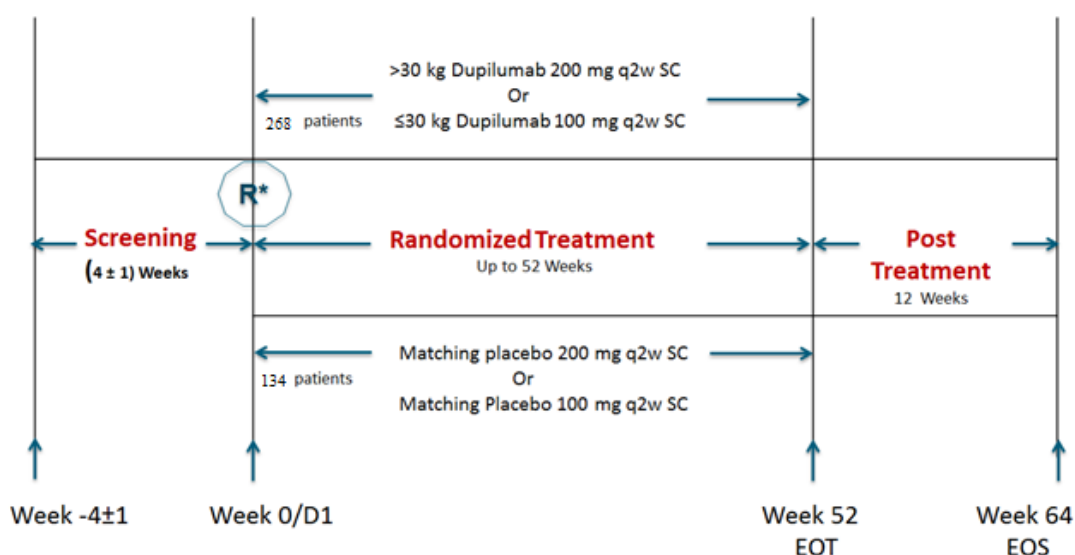 >30 kg Dupilumab 200 mg q2w SC
Or
≤30 kg Dupilumab 100 mg q2w SC
268 patients
R*
Screening
(4 ± 1) Weeks
Randomized Treatment
Up to 52 Weeks
Post
Treatment
12 Weeks
Matching placebo 200 mg q2w SC
Or
Matching Placebo 100 mg q2w SC
134 patients
Week -4±1
Week 0/D1
Week 52
EOT
Week 64
EOS